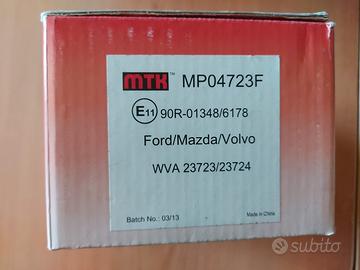 MTK™ MP04723F
E11 90R-01348/6178
Ford/Mazda/Volvo
WVA 23723/23724
Batch No.: 03/13
Made in China
subito